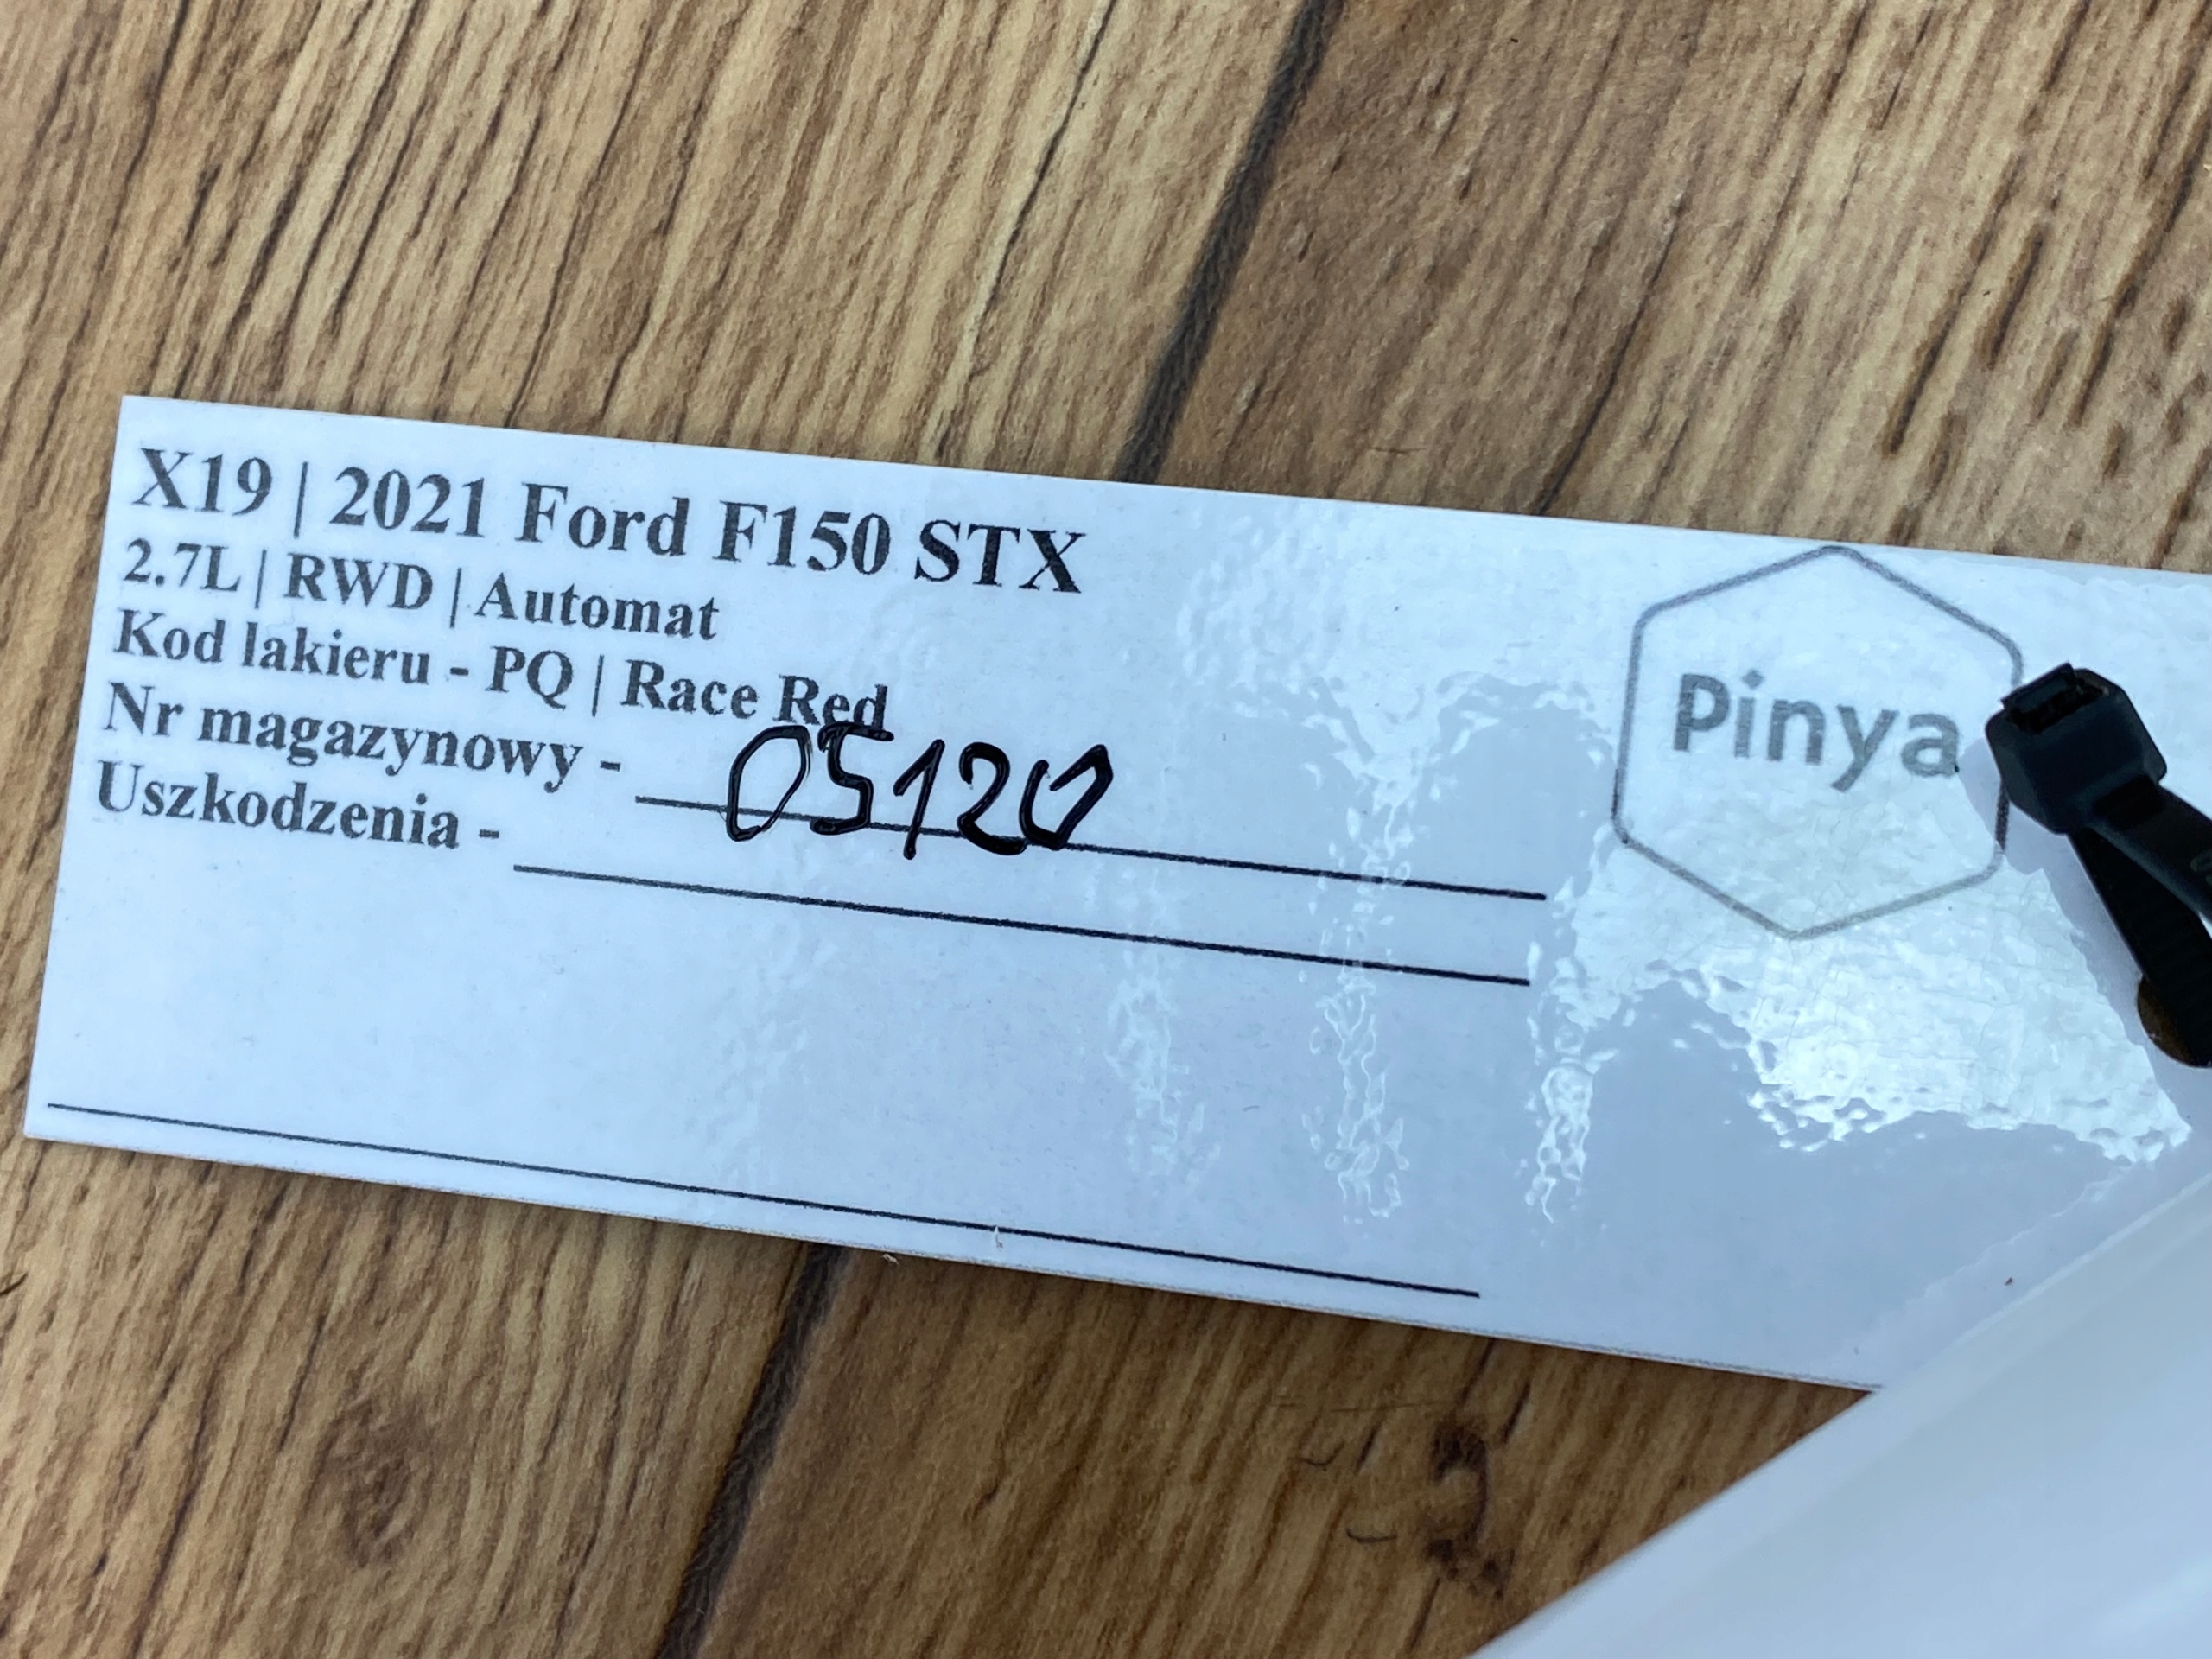 X19 | 2021 Ford F150 STX
2.7L | RWD | Automat
Kod lakieru - PQ | Race Red
Nr magazynowy - 05120
Uszkodzenia -
Pinya